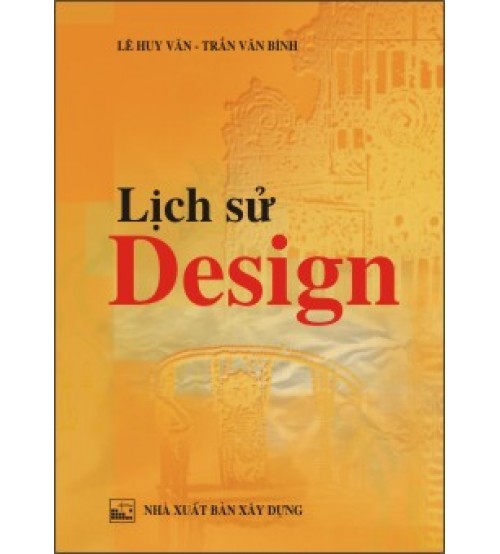 LÊ HUY VĂN - TRẦN VĂN BÌNH
Lịch sử
Design
NHÀ XUẤT BẢN XÂY DỰNG